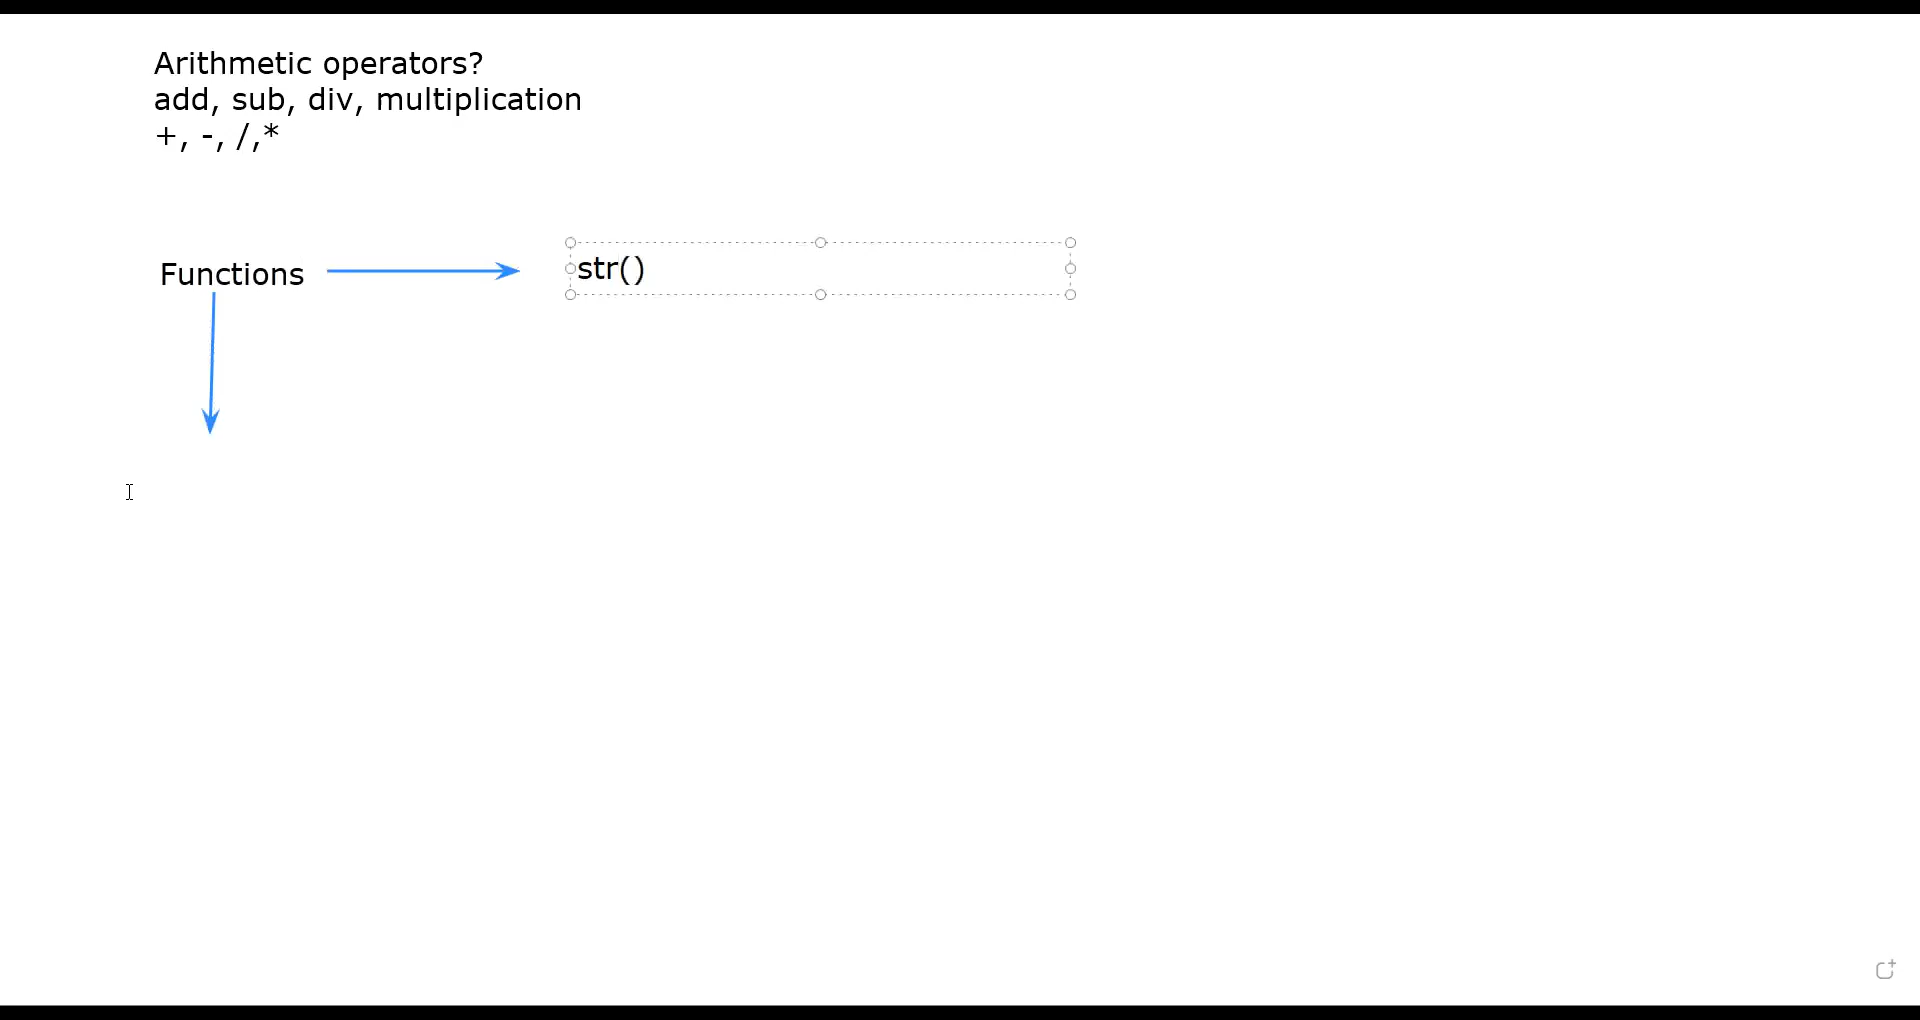 Arithmetic operators?
add, sub, div, multiplication
+, -, /,*
Functions
str()